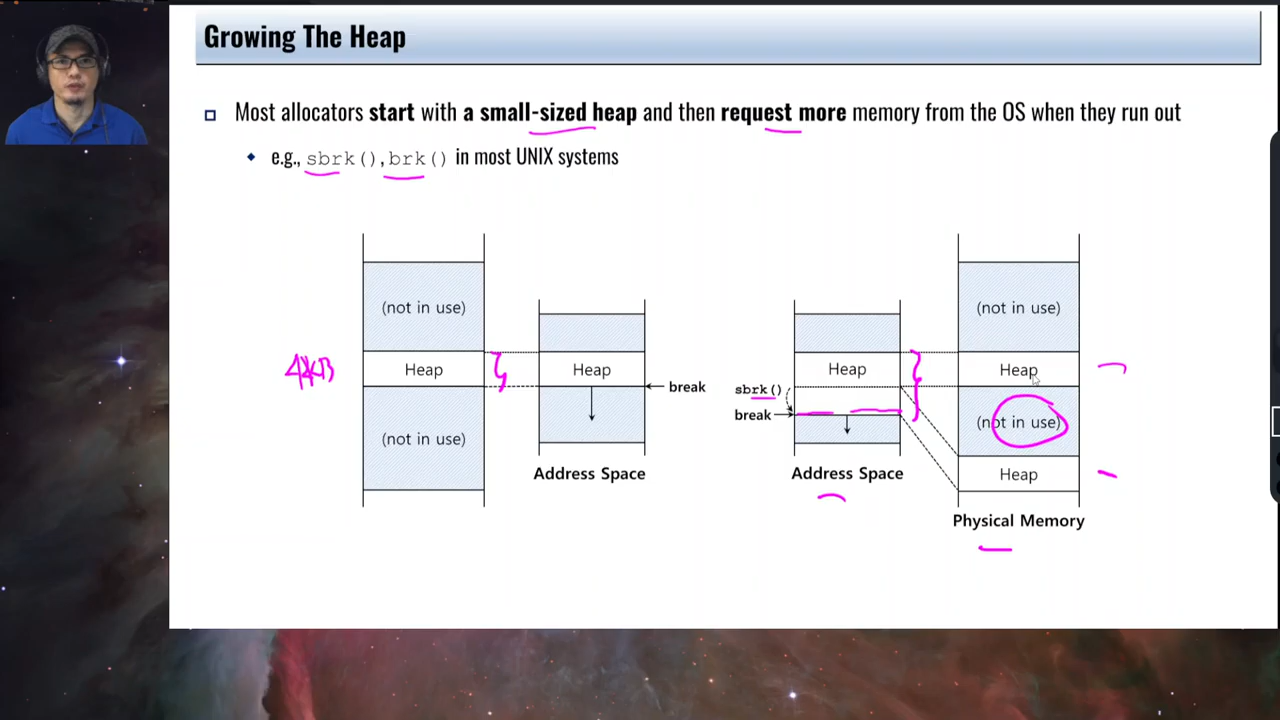 Growing The Heap
Most allocators start with a small-sized heap and then request more memory from the OS when they run out
e.g., sbrk(),brk() in most UNIX systems
(not in use)
4KB
Heap
(not in use)
Heap
break
Address Space
Heap
sbrk()
break
Address Space
(not in use)
Heap
(not in use)
Heap
Physical Memory